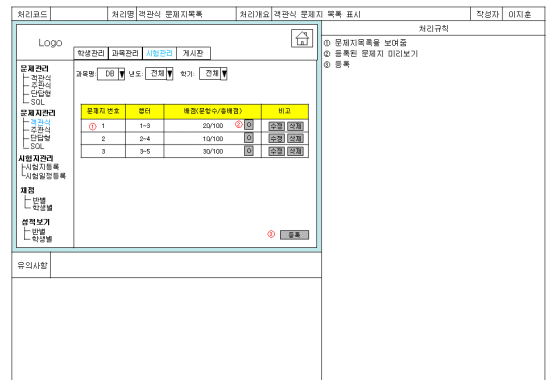 처리코드 처리명 객관식 문제지목록 처리개요 객관식 문제지 목록 표시 작성자 이지훈
처리규칙
① 문제지목록을 보여줌
② 등록된 문제지 미리보기
③ 등록
Logo
학생관리 과목관리 시험관리 게시판
문제관리
객관식
주관식
단답형
SQL
문제지관리
객관식
주관식
단답형
SQL
시험지관리
시험지등록
시험일정등록
채점
반별
학생별
성적보기
반별
학생별
과목명: DB ▼ 년도: 전체 ▼ 학기: 전체 ▼
문제지 번호 챕터 배점(문항수/총배점) 비고
① 1 1~3 20/100 ② 0 수정 삭제
2 2~4 10/100 0 수정 삭제
3 3~5 30/100 0 수정 삭제
③ 등록
유의사항